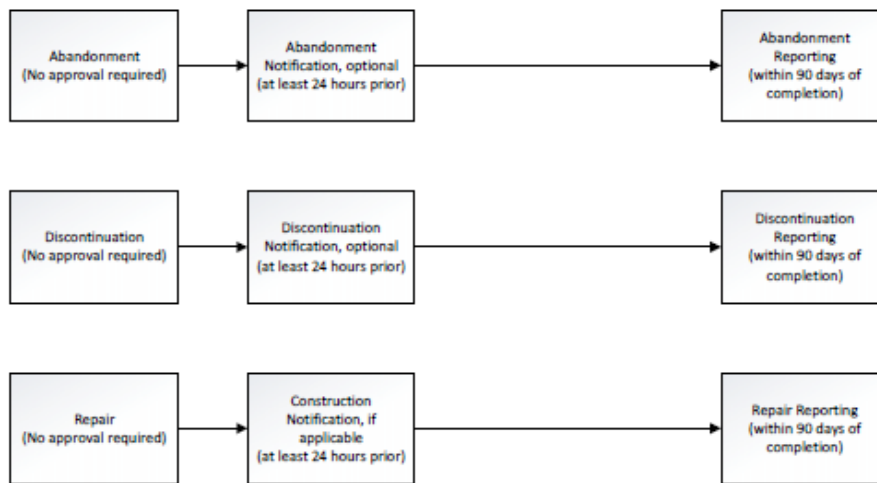 Abandonment
(No approval required)
Abandonment
Notification, optional
(at least 24 hours prior)
Abandonment
Reporting
(within 90 days of
completion)
Discontinuation
(No approval required)
Discontinuation
Notification, optional
(at least 24 hours prior)
Discontinuation
Reporting
(within 90 days of
completion)
Repair
(No approval required)
Construction
Notification, if
applicable
(at least 24 hours prior)
Repair Reporting
(within 90 days of
completion)